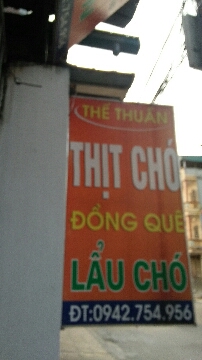 THẾ THUẬN
THỊT CHÓ
ĐỒNG QUÊ
LẨU CHÓ
ĐT:0942.754.956